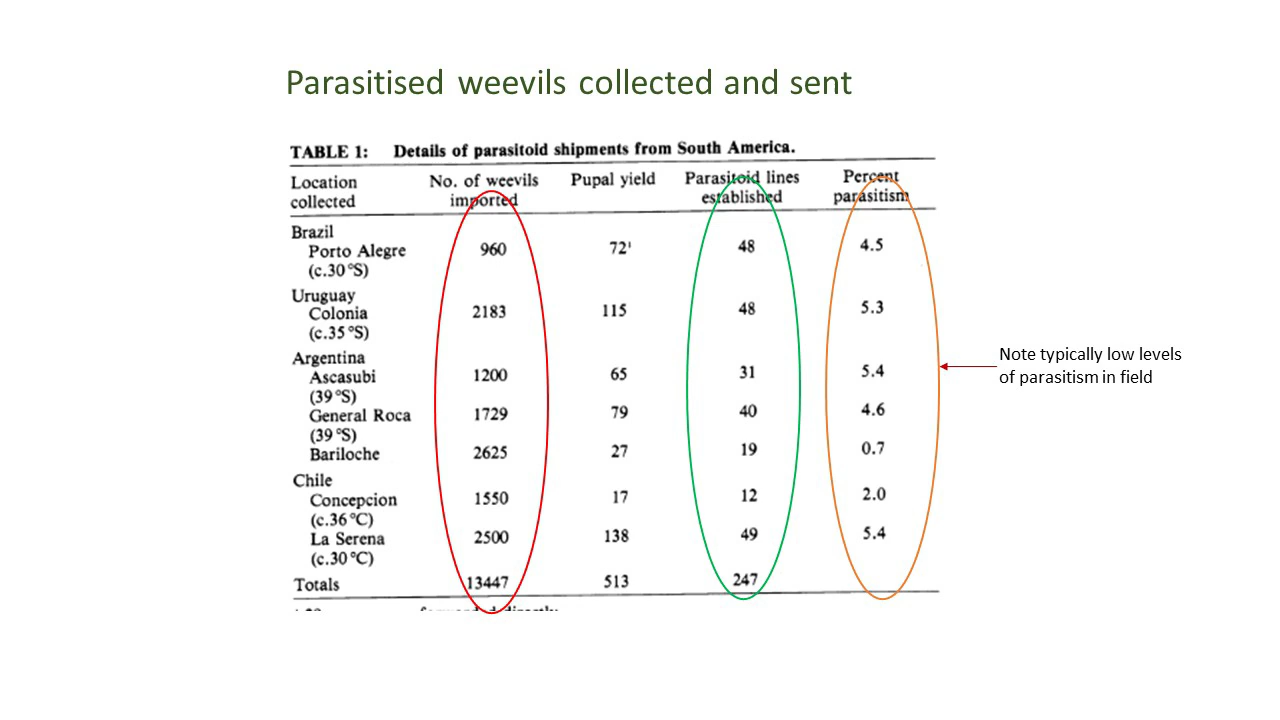 Parasitised weevils collected and sent
TABLE 1: Details of parasitoid shipments from South America.
Location collected No. of weevils imported Pupal yield Parasitoid lines established Percent parasitism
Brazil
Porto Alegre 960 72¹ 48 4.5
(c.30 °S)
Uruguay
Colonia 2183 115 48 5.3
(c.35 °S)
Argentina
Ascasubi 1200 65 31 5.4
(39 °S)
General Roca 1729 79 40 4.6
(39 °S)
Bariloche 2625 27 19 0.7
Chile
Concepcion 1550 17 12 2.0
(c.36 °C)
La Serena 2500 138 49 5.4
(c.30 °C)
Totals 13447 513 247
Note typically low levels
of parasitism in field